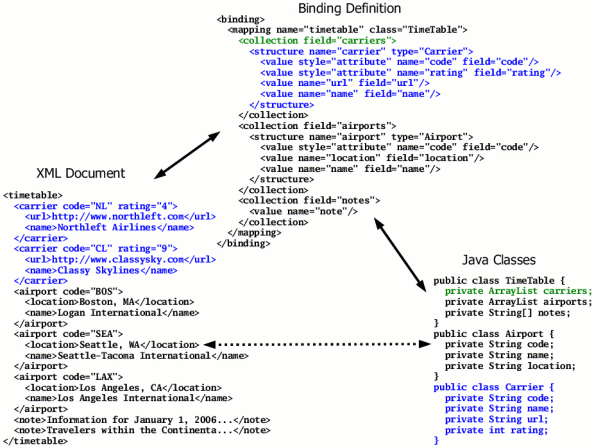 Binding Definition
<binding>
<mapping name="timetable" class="TimeTable">
<collection field="carriers">
<structure name="carrier" type="Carrier">
<value style="attribute" name="code" field="code"/>
<value style="attribute" name="rating" field="rating"/>
<value name="url" field="url"/>
<value name="name" field="name"/>
</structure>
</collection>
<collection field="airports">
<structure name="airport" type="Airport">
<value style="attribute" name="code" field="code"/>
<value name="location" field="location"/>
<value name="name" field="name"/>
</structure>
</collection>
<collection field="notes">
<value name="note"/>
</collection>
</mapping>
</binding>
XML Document
<timetable>
<carrier code="NL" rating="4">
<url>http://www.northleft.com</url>
<name>Northleft Airlines</name>
</carrier>
<carrier code="CL" rating="9">
<url>http://www.classysky.com</url>
<name>Classy Skylines</name>
</carrier>
<airport code="BOS">
<location>Boston, MA</location>
<name>Logan International</name>
</airport>
<airport code="SEA">
<location>Seattle, WA</location>
<name>Seattle-Tacoma International</name>
</airport>
<airport code="LAX">
<location>Los Angeles, CA</location>
<name>Los Angeles International</name>
</airport>
<note>Information for January 1, 2006...</note>
<note>Travelers within the Continenta...</note>
</timetable>
Java Classes
public class TimeTable {
private ArrayList carriers;
private ArrayList airports;
private String[] notes;
}
public class Airport {
private String code;
private String name;
private String location;
}
public class Carrier {
private String code;
private String name;
private String url;
private int rating;
}